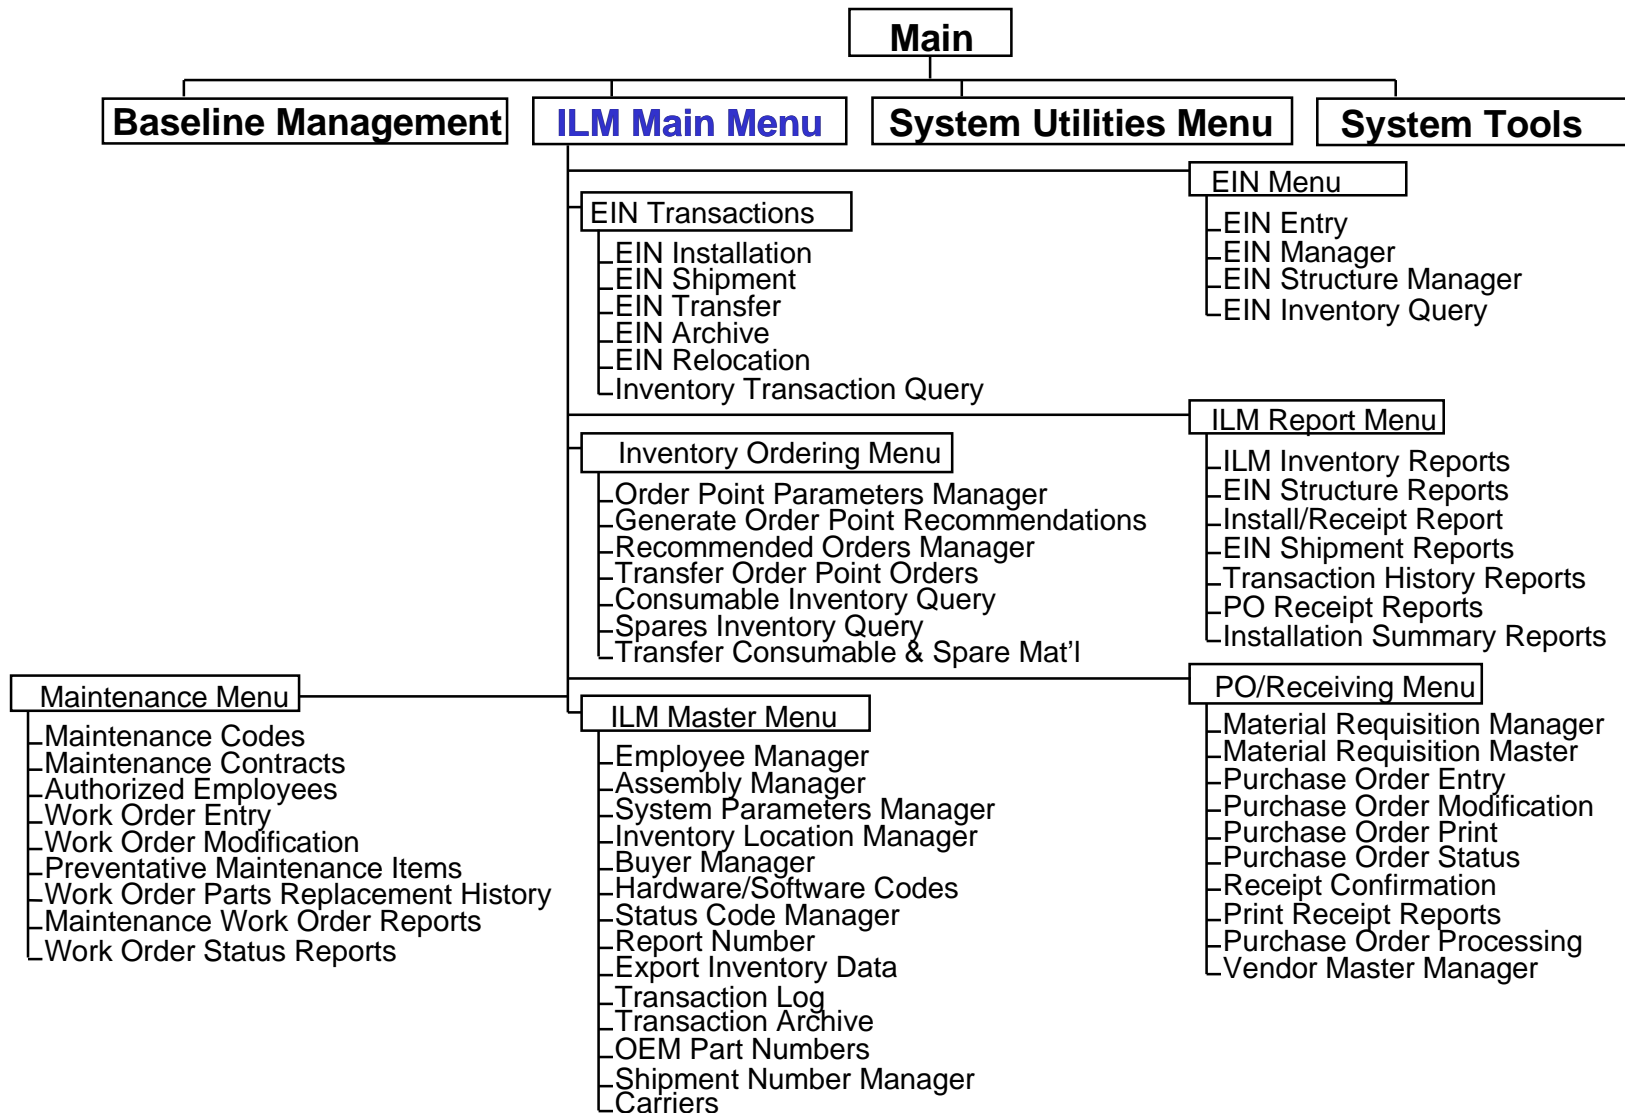 Main
Baseline Management
ILM Main Menu
System Utilities Menu
System Tools
EIN Menu
EIN Entry
EIN Manager
EIN Structure Manager
EIN Inventory Query
EIN Transactions
EIN Installation
EIN Shipment
EIN Transfer
EIN Archive
EIN Relocation
Inventory Transaction Query
ILM Report Menu
ILM Inventory Reports
EIN Structure Reports
Install/Receipt Report
EIN Shipment Reports
Transaction History Reports
PO Receipt Reports
Installation Summary Reports
Inventory Ordering Menu
Order Point Parameters Manager
Generate Order Point Recommendations
Recommended Orders Manager
Transfer Order Point Orders
Consumable Inventory Query
Spares Inventory Query
Transfer Consumable & Spare Mat’l
Maintenance Menu
Maintenance Codes
Maintenance Contracts
Authorized Employees
Work Order Entry
Work Order Modification
Preventative Maintenance Items
Work Order Parts Replacement History
Maintenance Work Order Reports
Work Order Status Reports
ILM Master Menu
Employee Manager
Assembly Manager
System Parameters Manager
Inventory Location Manager
Buyer Manager
Hardware/Software Codes
Status Code Manager
Report Number
Export Inventory Data
Transaction Log
Transaction Archive
OEM Part Numbers
Shipment Number Manager
Carriers
PO/Receiving Menu
Material Requisition Manager
Material Requisition Master
Purchase Order Entry
Purchase Order Modification
Purchase Order Print
Purchase Order Status
Receipt Confirmation
Print Receipt Reports
Purchase Order Processing
Vendor Master Manager